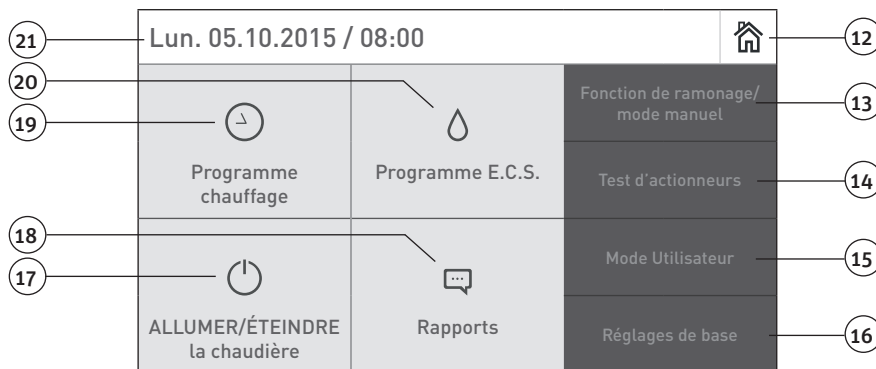 21
Lun. 05.10.2015 / 08:00
12
20
19
Programme
chauffage
Programme E.C.S.
Fonction de ramonage/
mode manuel
13
Test d'actionneurs
14
18
17
ALLUMER/ÉTEINDRE
la chaudière
Rapports
Mode Utilisateur
15
Réglages de base
16